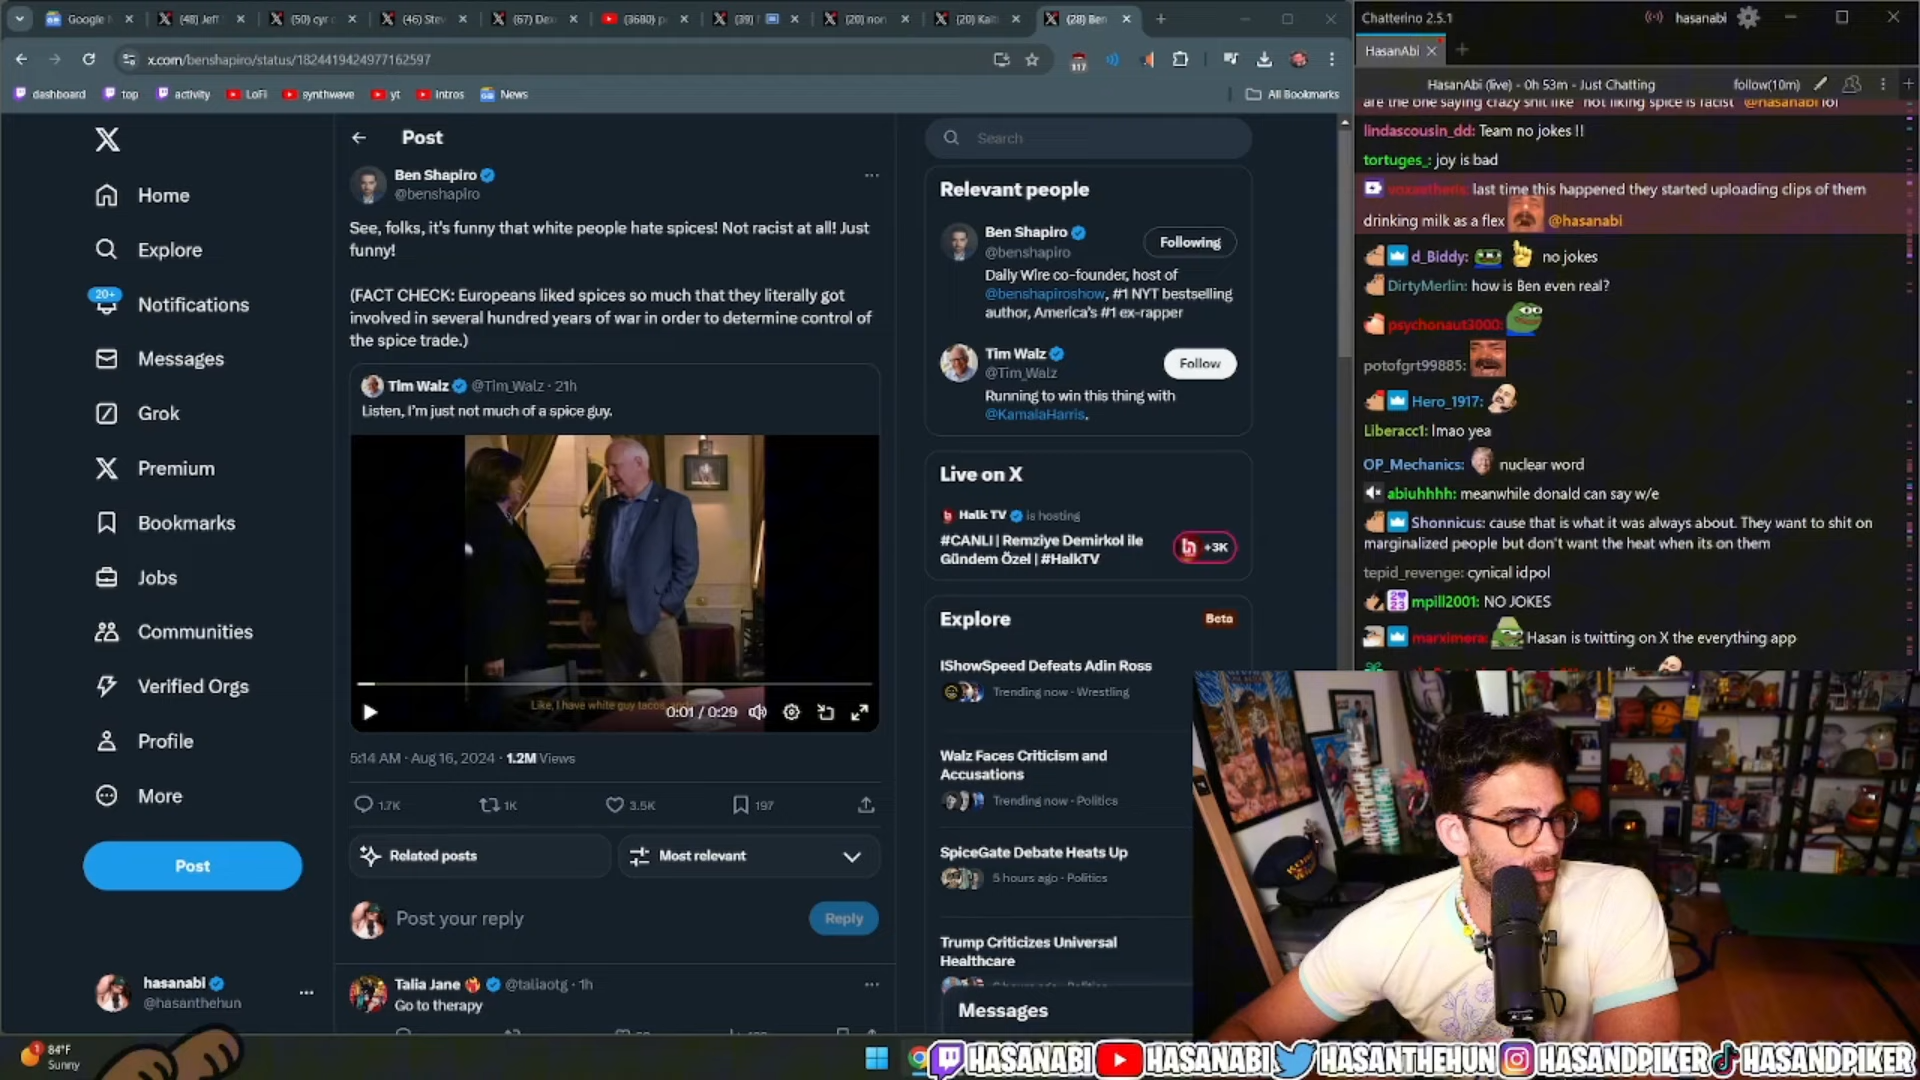 Google
(48) Jeff
(50) cyr c
(46) Stev
(67) Dex
(3680) p
(39)
(20) non
(20) Kait
(28) Ben
x.com/benshapiro/status/1824419424977162597
117
dashboard
top
activity
LoFi
synthwave
yt
Intros
News
All Bookmarks
Home
Explore
20+
Notifications
Messages
Grok
Premium
Bookmarks
Jobs
Communities
Verified Orgs
Profile
More
Post
hasanabi
@hasanthehun
Post
Ben Shapiro
@benshapiro
See, folks, it's funny that white people hate spices! Not racist at all! Just
funny!
(FACT CHECK: Europeans liked spices so much that they literally got
involved in several hundred years of war in order to determine control of
the spice trade.)
Tim Walz @Tim_Walz · 21h
Listen, I'm just not much of a spice guy.
Like, I have white guy tacos
0:01 / 0:29
5:14 AM · Aug 16, 2024 · 1.2M Views
1.7K
1K
3.5K
197
Related posts
Most relevant
Post your reply
Reply
Talia Jane @taliaotg · 1h
Go to therapy
Search
Relevant people
Ben Shapiro
@benshapiro
Following
Daily Wire co-founder, host of
@benshapiroshow, #1 NYT bestselling
author, America's #1 ex-rapper
Tim Walz
@Tim_Walz
Follow
Running to win this thing with
@KamalaHarris.
Live on X
Halk TV is hosting
#CANLI | Remziye Demirkol ile
Gündem Özel | #HalkTV
+3K
Explore
Beta
IShowSpeed Defeats Adin Ross
Trending now · Wrestling
Walz Faces Criticism and
Accusations
Trending now · Politics
SpiceGate Debate Heats Up
5 hours ago · Politics
Trump Criticizes Universal
Healthcare
Messages
Chatterino 2.5.1
hasanabi
HasanAbi
HasanAbi (live) - 0h 53m - Just Chatting
follow(10m)
are the one saying crazy shit like "not liking spice is racist" @hasanabi lol
lindascousin_dd: Team no jokes !!
tortuges_: joy is bad
voxaetheris: last time this happened they started uploading clips of them
drinking milk as a flex @hasanabi
d_Biddy: no jokes
DirtyMerlin: how is Ben even real?
psychonaut3000:
potofgrt99885:
Hero_1917:
Liberacc1: lmao yea
OP_Mechanics: nuclear word
abiuhhhh: meanwhile donald can say w/e
Shonnicus: cause that is what it was always about. They want to shit on
marginalized people but don't want the heat when its on them
tepid_revenge: cynical idpol
mpill2001: NO JOKES
marximera: Hasan is twitting on X the everything app
1
84°F
Sunny
HASANABI
HASANABI
HASANTHEHUN
HASANDPIKER
HASANDPIKER